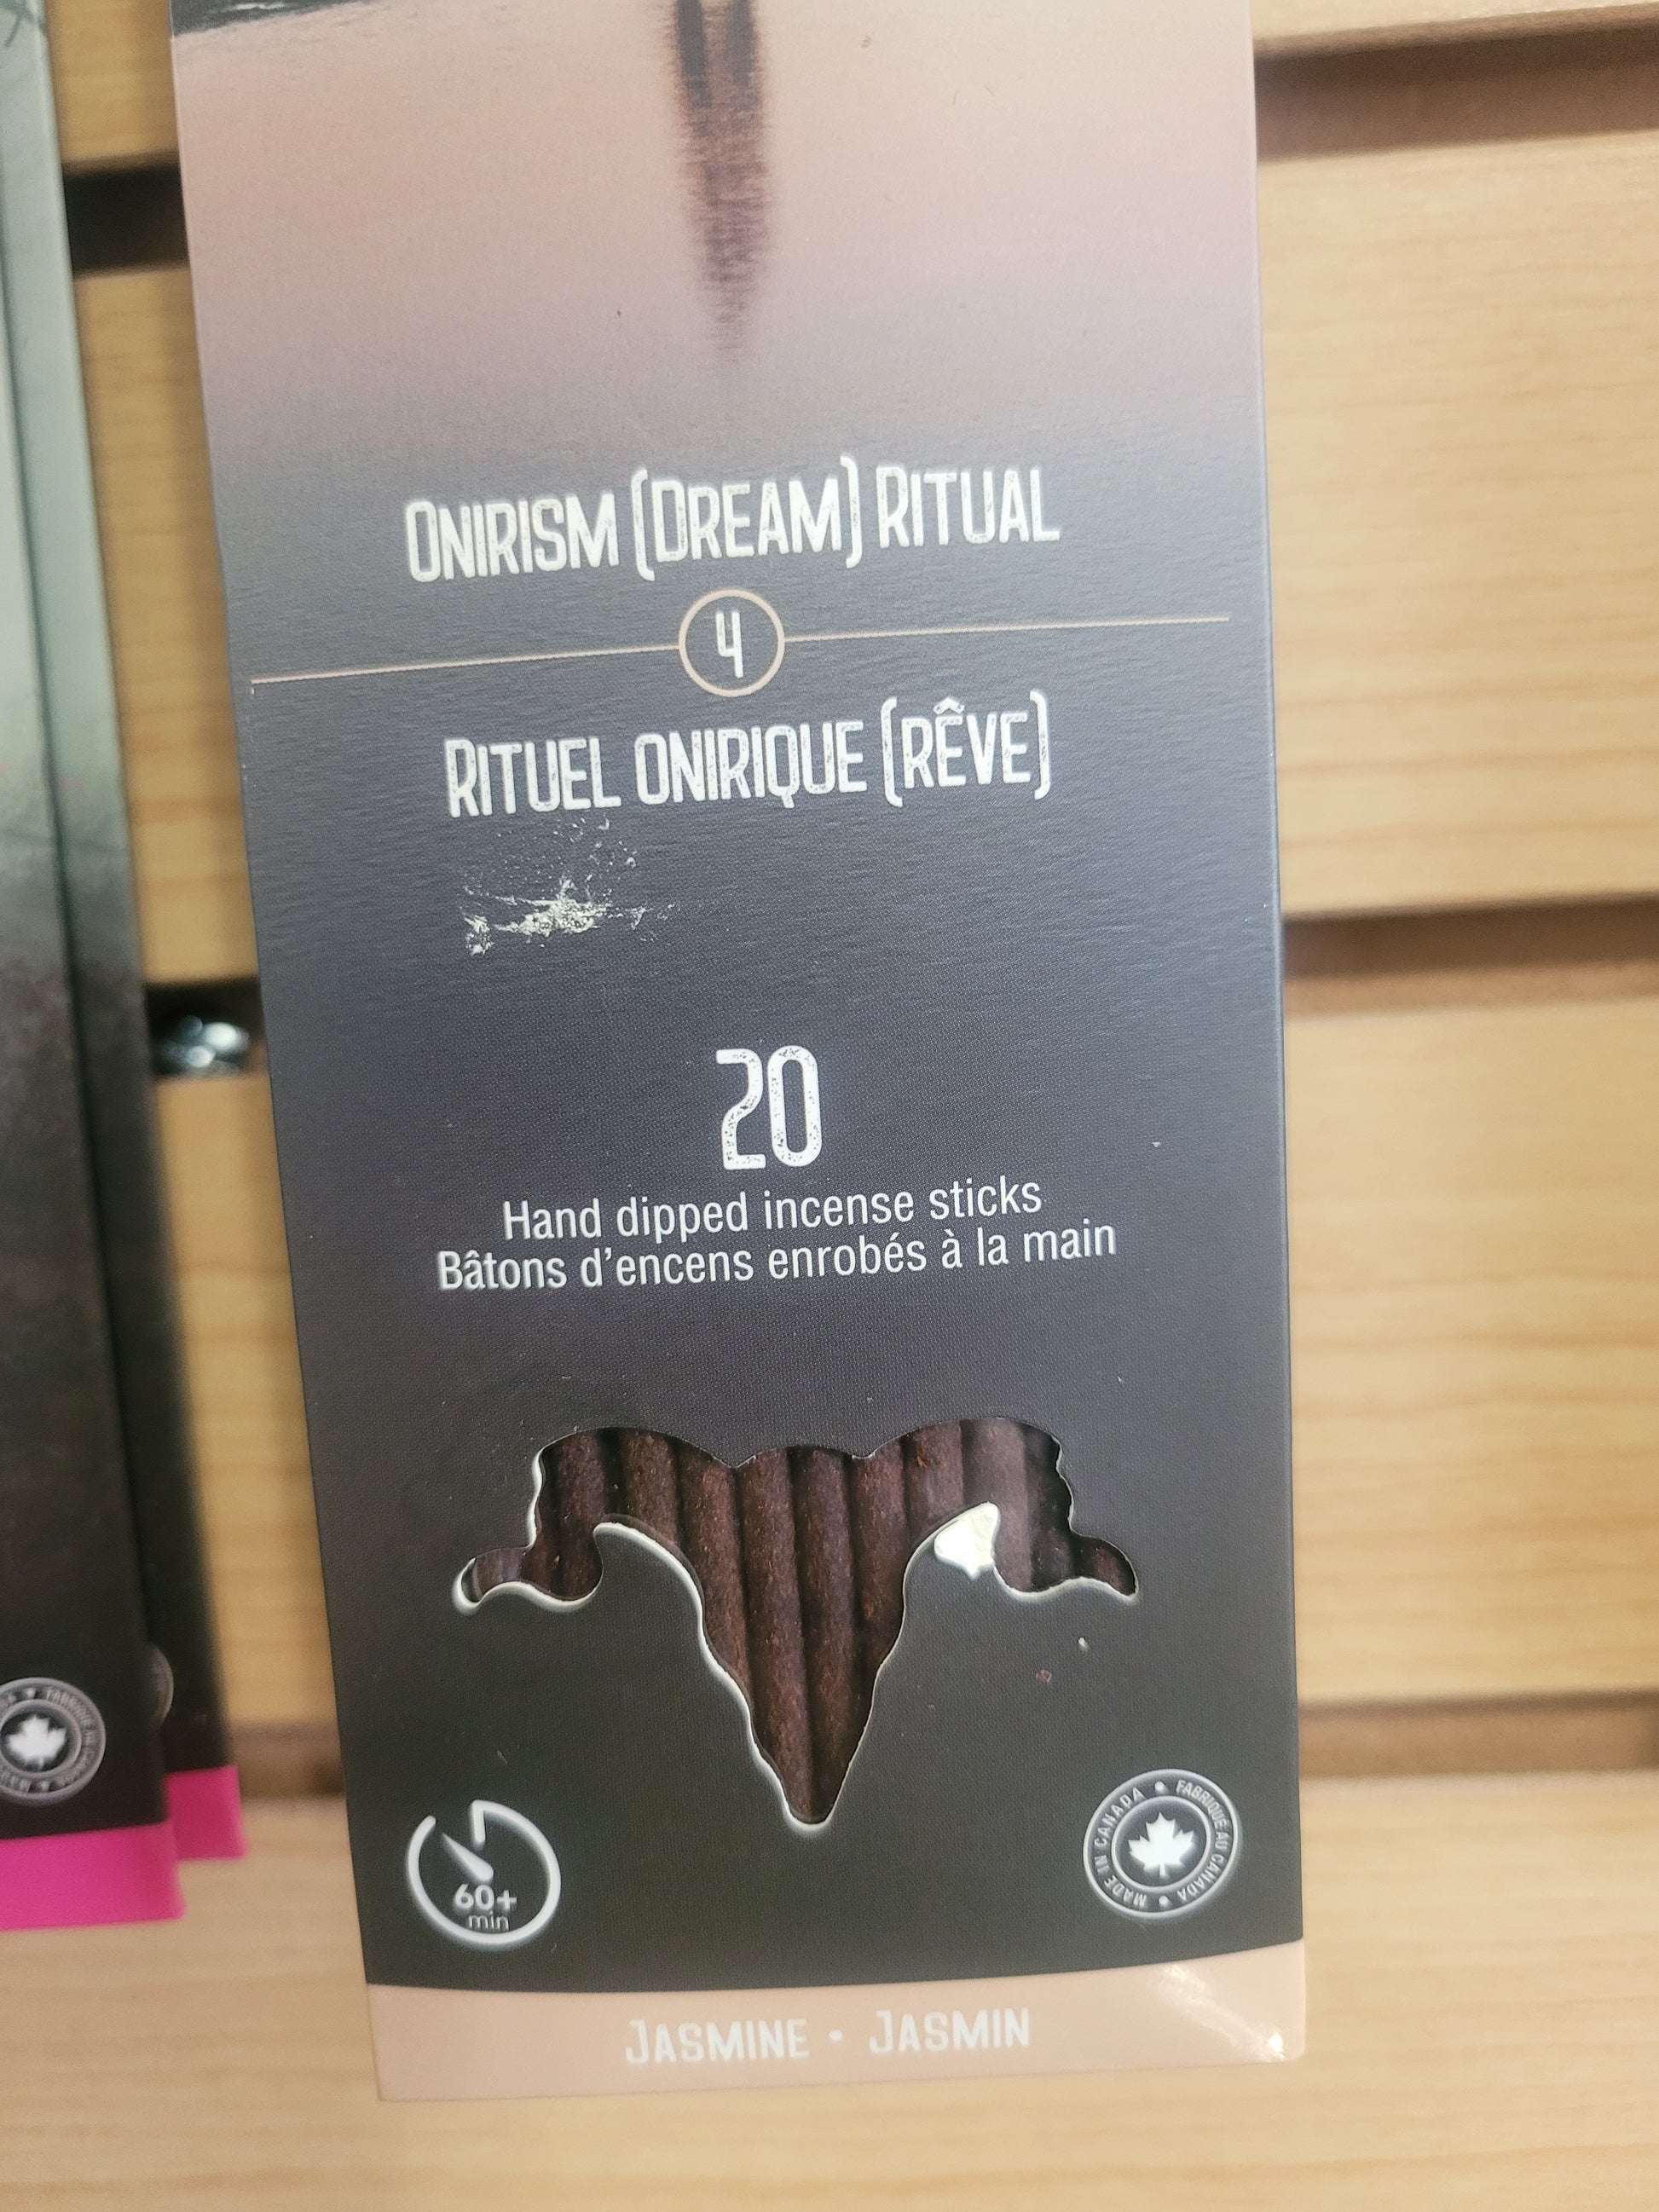 Onirism (Dream) Ritual
4
Rituel onirique (rêve)
20
Hand dipped incense sticks
Bâtons d'encens enrobés à la main
60+
min
MADE IN CANADA • FABRIQUÉ AU CANADA •
Jasmine • Jasmin